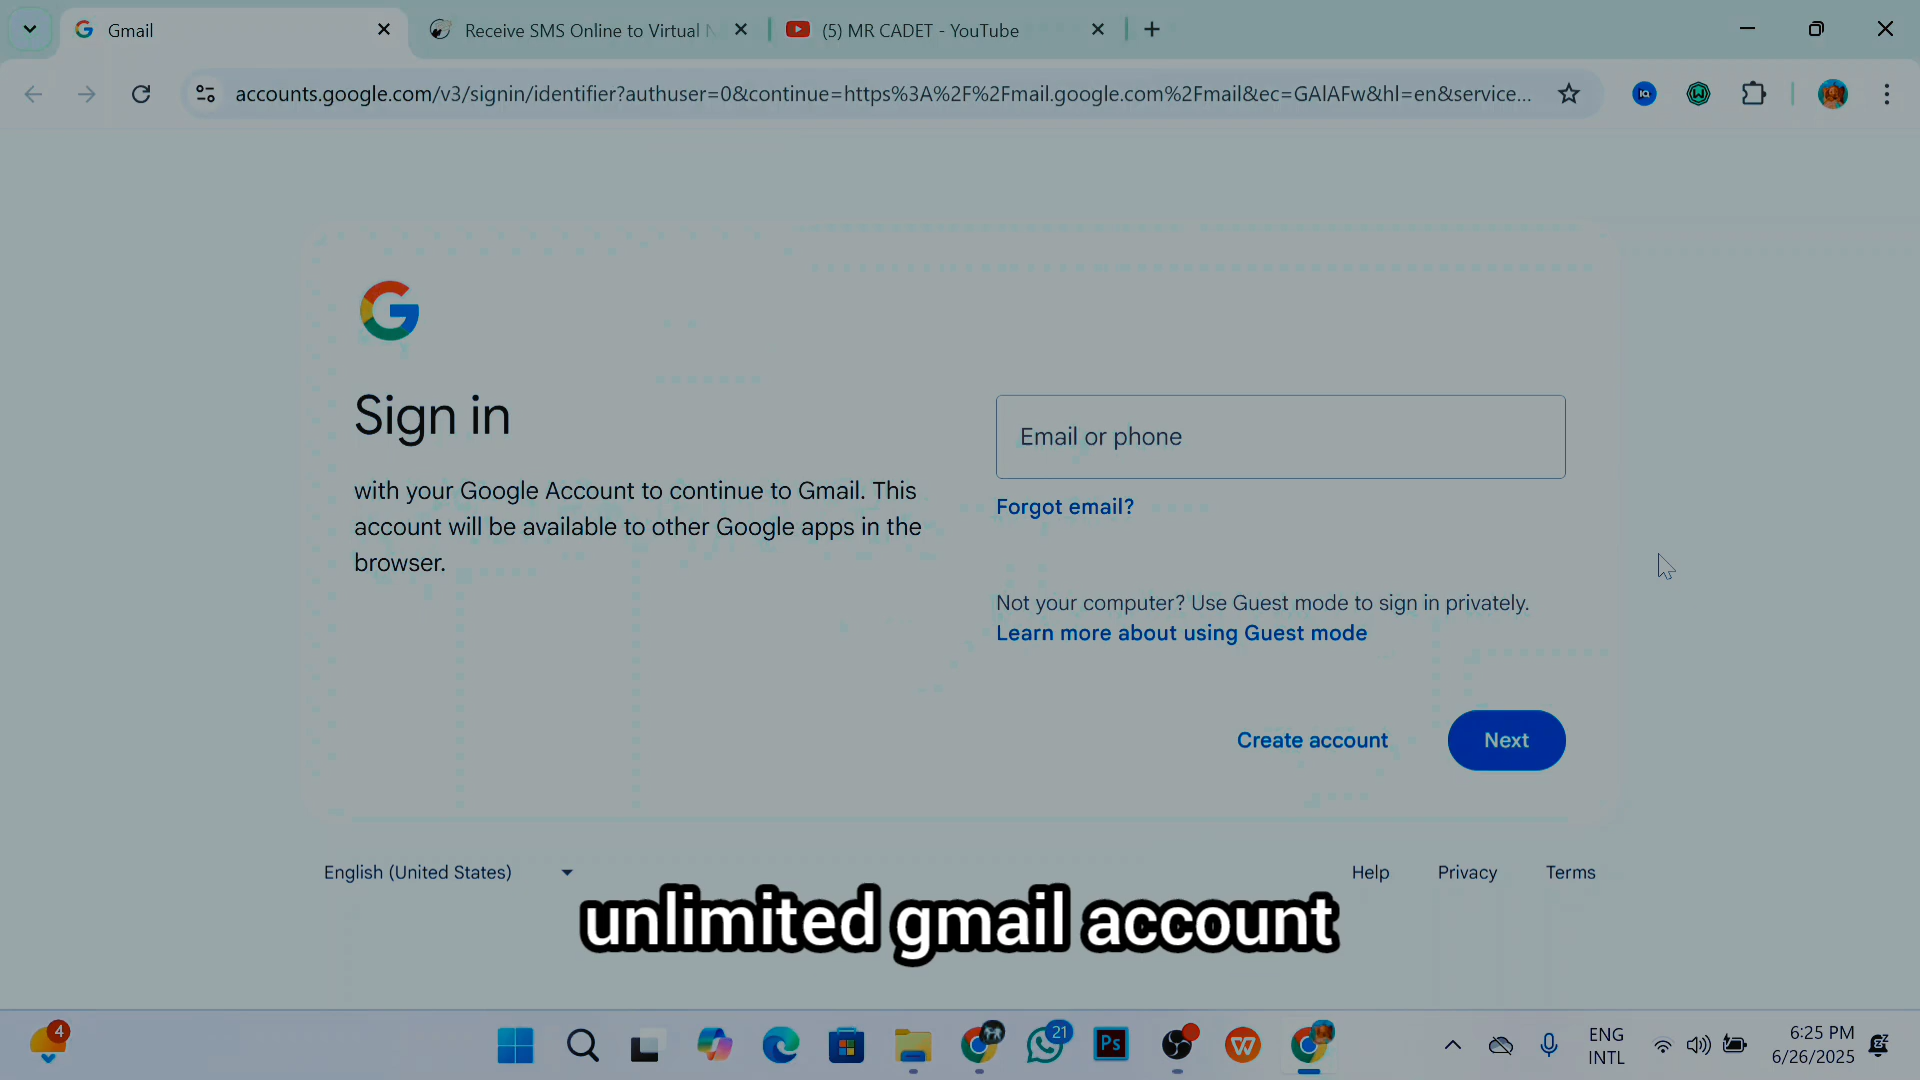 Gmail
Receive SMS Online to Virtual N
(5) MR CADET - YouTube
accounts.google.com/v3/signin/identifier?authuser=0&continue=https%3A%2F%2Fmail.google.com%2Fmail&ec=GAlAFw&hl=en&service...
Sign in
with your Google Account to continue to Gmail. This
account will be available to other Google apps in the
browser.
Email or phone
Forgot email?
Not your computer? Use Guest mode to sign in privately.
Learn more about using Guest mode
Create account
Next
English (United States)
Help
Privacy
Terms
unlimited gmail account
4
21
Ps
ENG
INTL
6:25 PM
6/26/2025